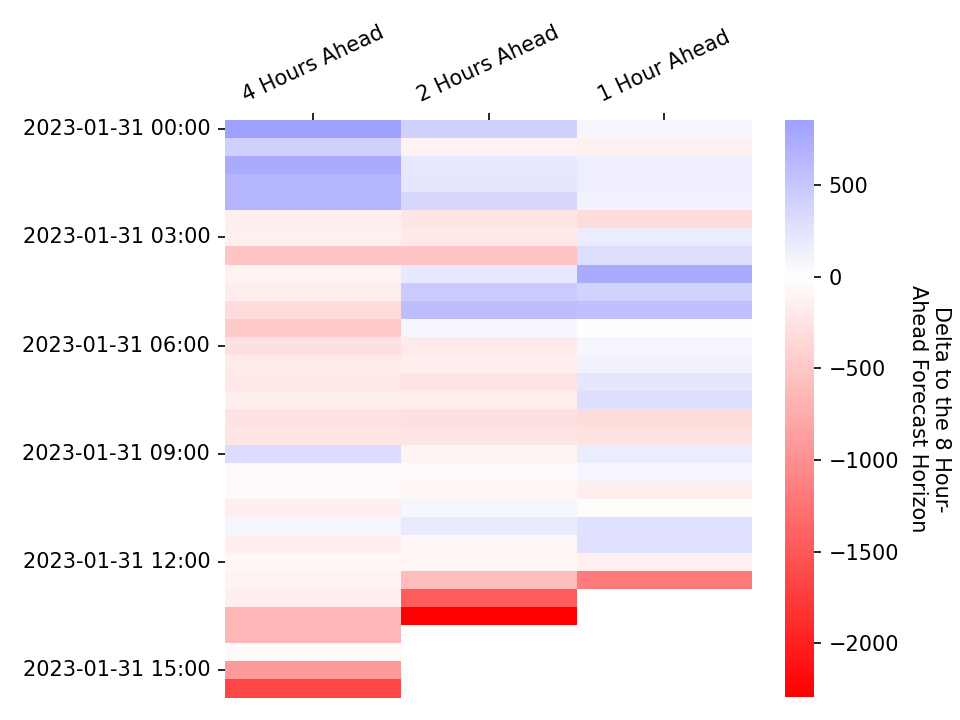 4 Hours Ahead
2 Hours Ahead
1 Hour Ahead
2023-01-31 00:00
2023-01-31 03:00
2023-01-31 06:00
2023-01-31 09:00
2023-01-31 12:00
2023-01-31 15:00
500
0
−500
−1000
−1500
−2000
Delta to the 8 Hour-
Ahead Forecast Horizon